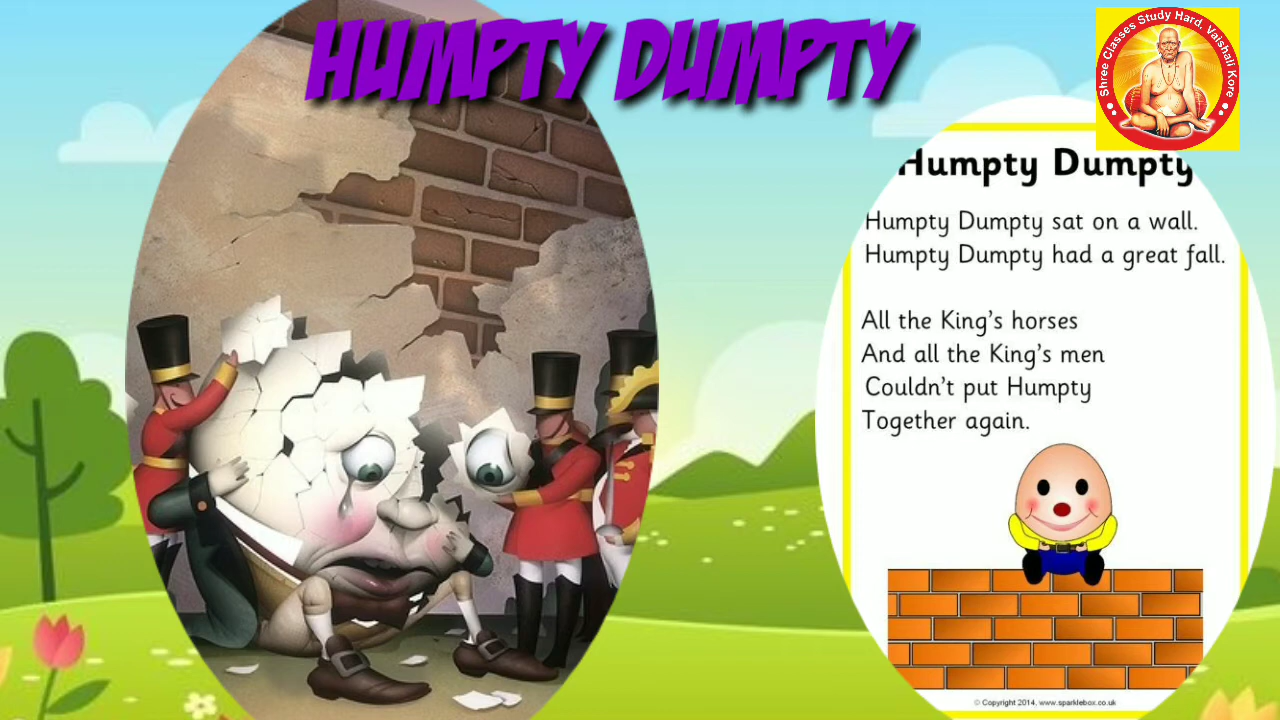 HUMPTY DUMPTY
Shree Classes Study Hard, Vaishali Kore
Humpty Dumpty
Humpty Dumpty sat on a wall.
Humpty Dumpty had a great fall.
All the King's horses
And all the King's men
Couldn't put Humpty
Together again.
© Copyright 2014, www.sparklebox.co.uk